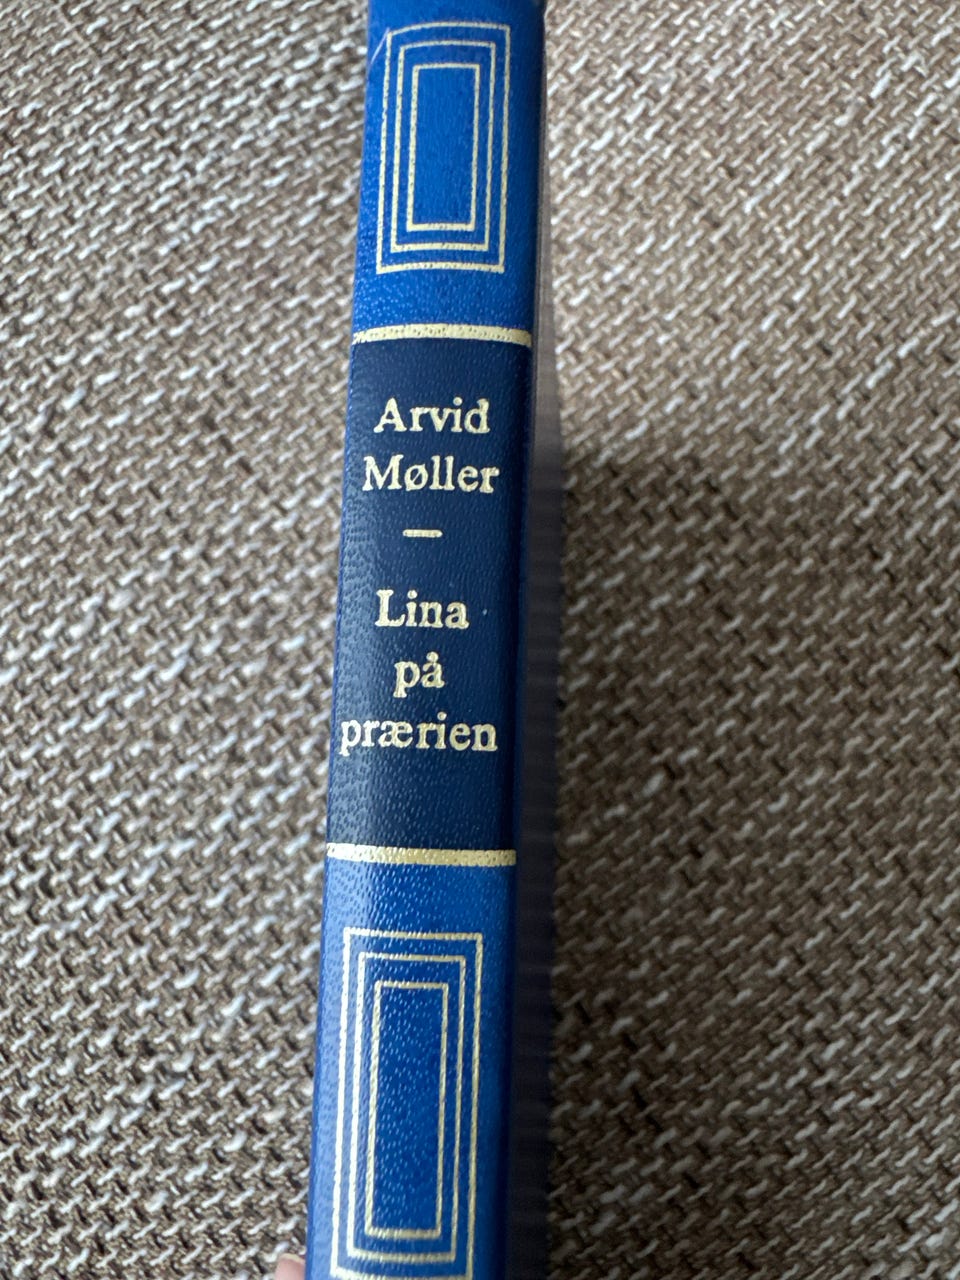 Arvid
Møller
—
Lina
på
prærien